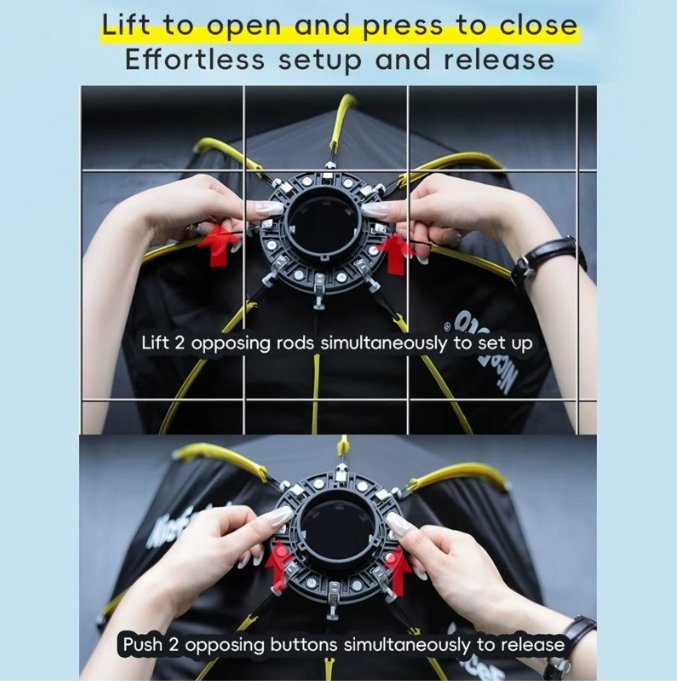 Lift to open and press to close
Effortless setup and release
Lift 2 opposing rods simultaneously to set up
Push 2 opposing buttons simultaneously to release